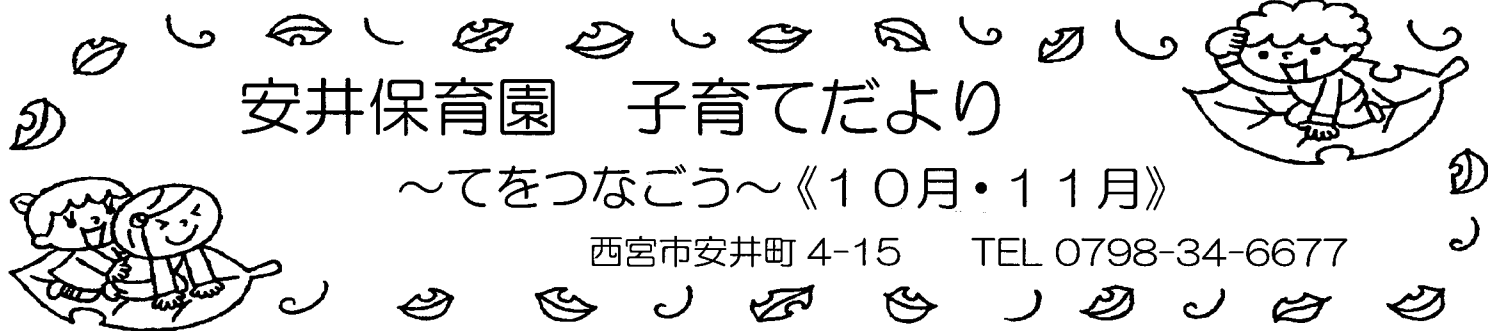 安井保育園　子育てだより
～てをつなごう～《１０月・１１月》
西宮市安井町 4-15　　TEL 0798-34-6677